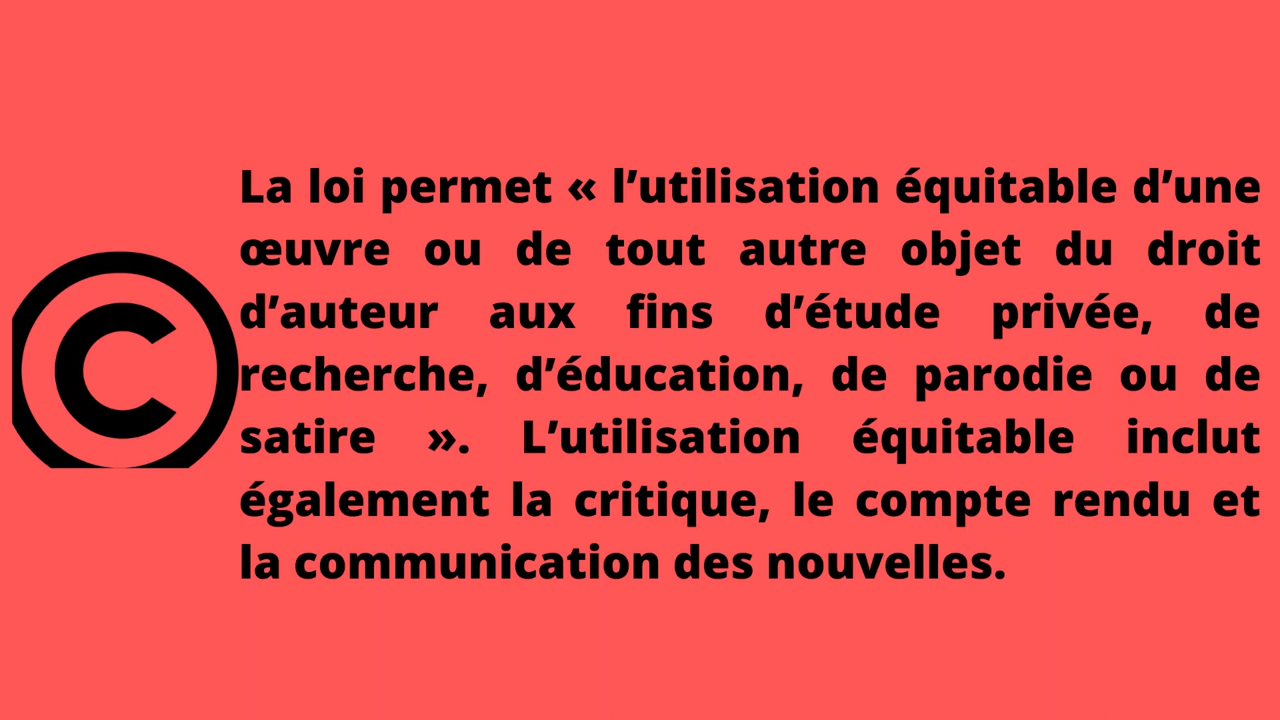 La loi permet « l’utilisation équitable d’une
œuvre ou de tout autre objet du droit
d’auteur aux fins d’étude privée, de
recherche, d’éducation, de parodie ou de
satire ». L’utilisation équitable inclut
également la critique, le compte rendu et
la communication des nouvelles.